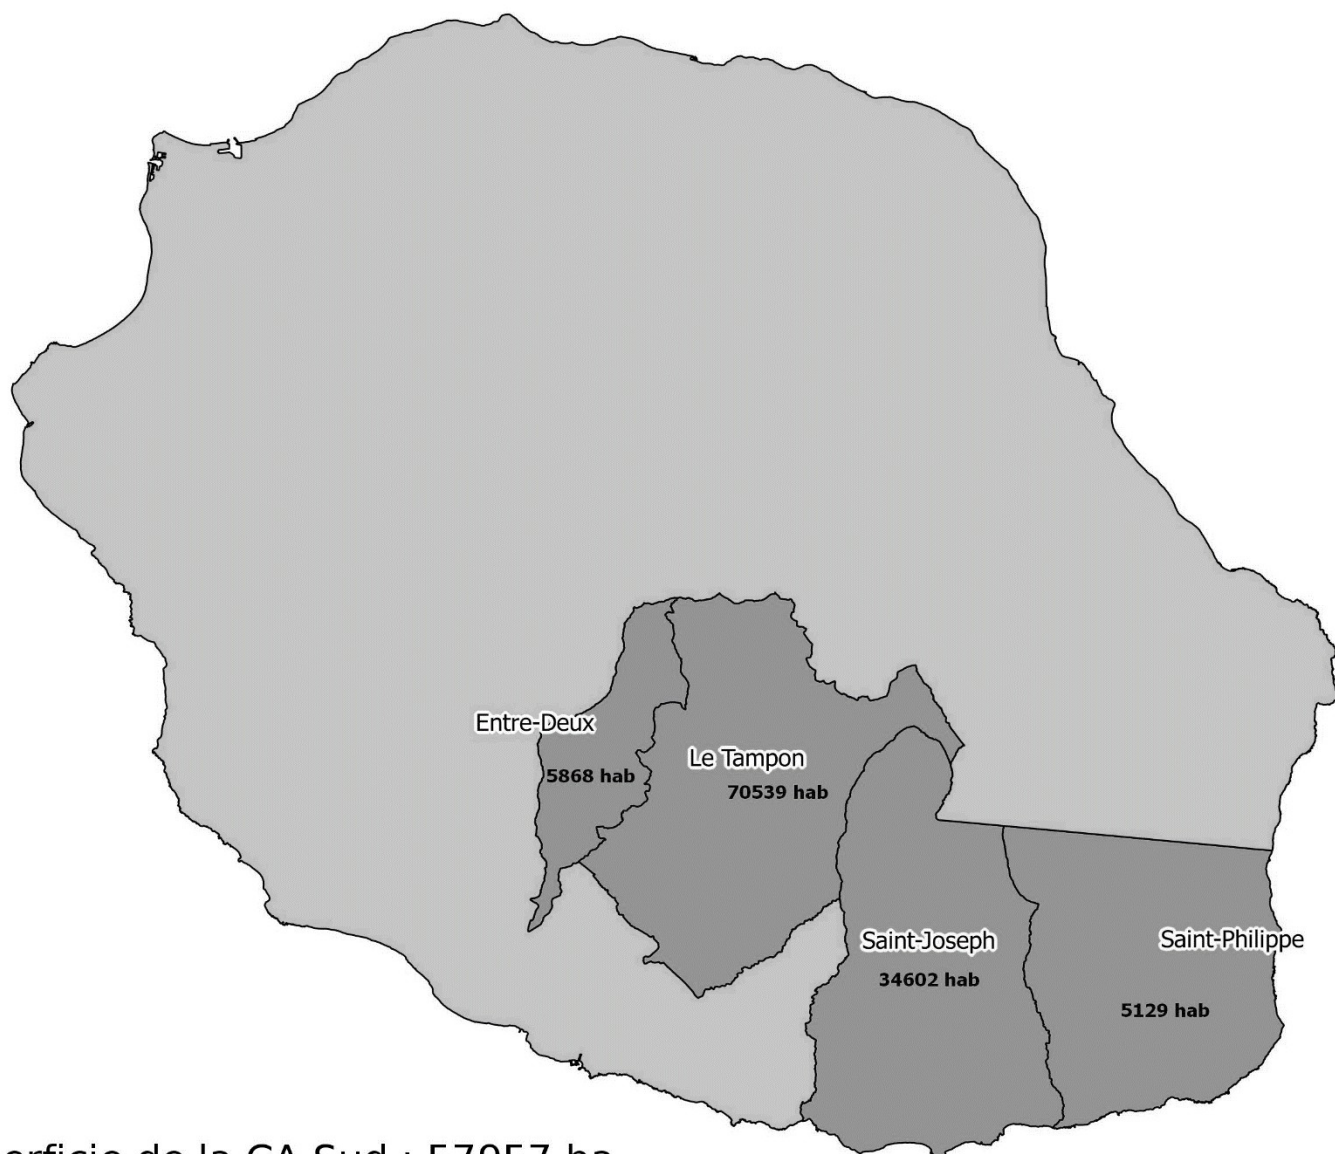 Entre-Deux
5868 hab
Le Tampon
70539 hab
Saint-Joseph
34602 hab
Saint-Philippe
5129 hab
de la CA Sud : 57957 ha